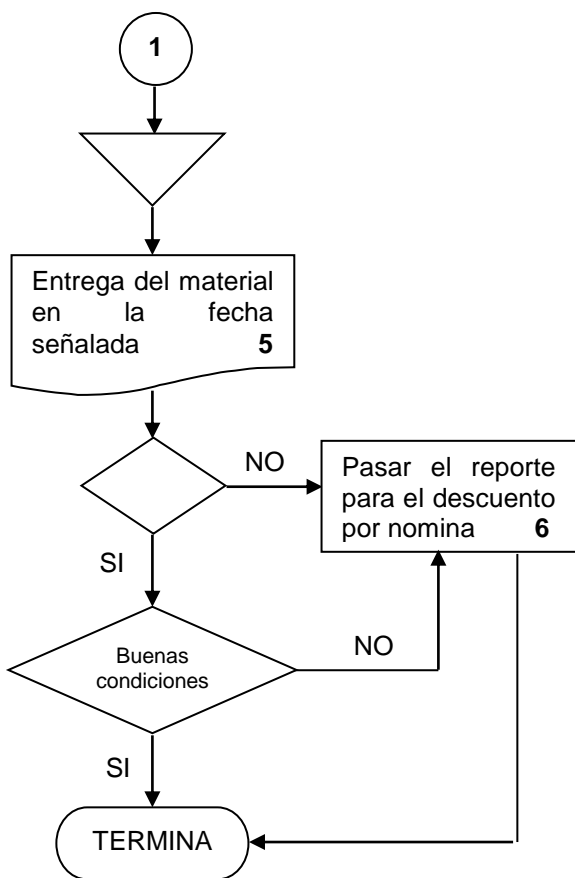 1
Entrega del material
en la fecha
señalada 5
NO
Pasar el reporte
para el descuento
por nomina 6
SI
Buenas
condiciones
NO
SI
TERMINA